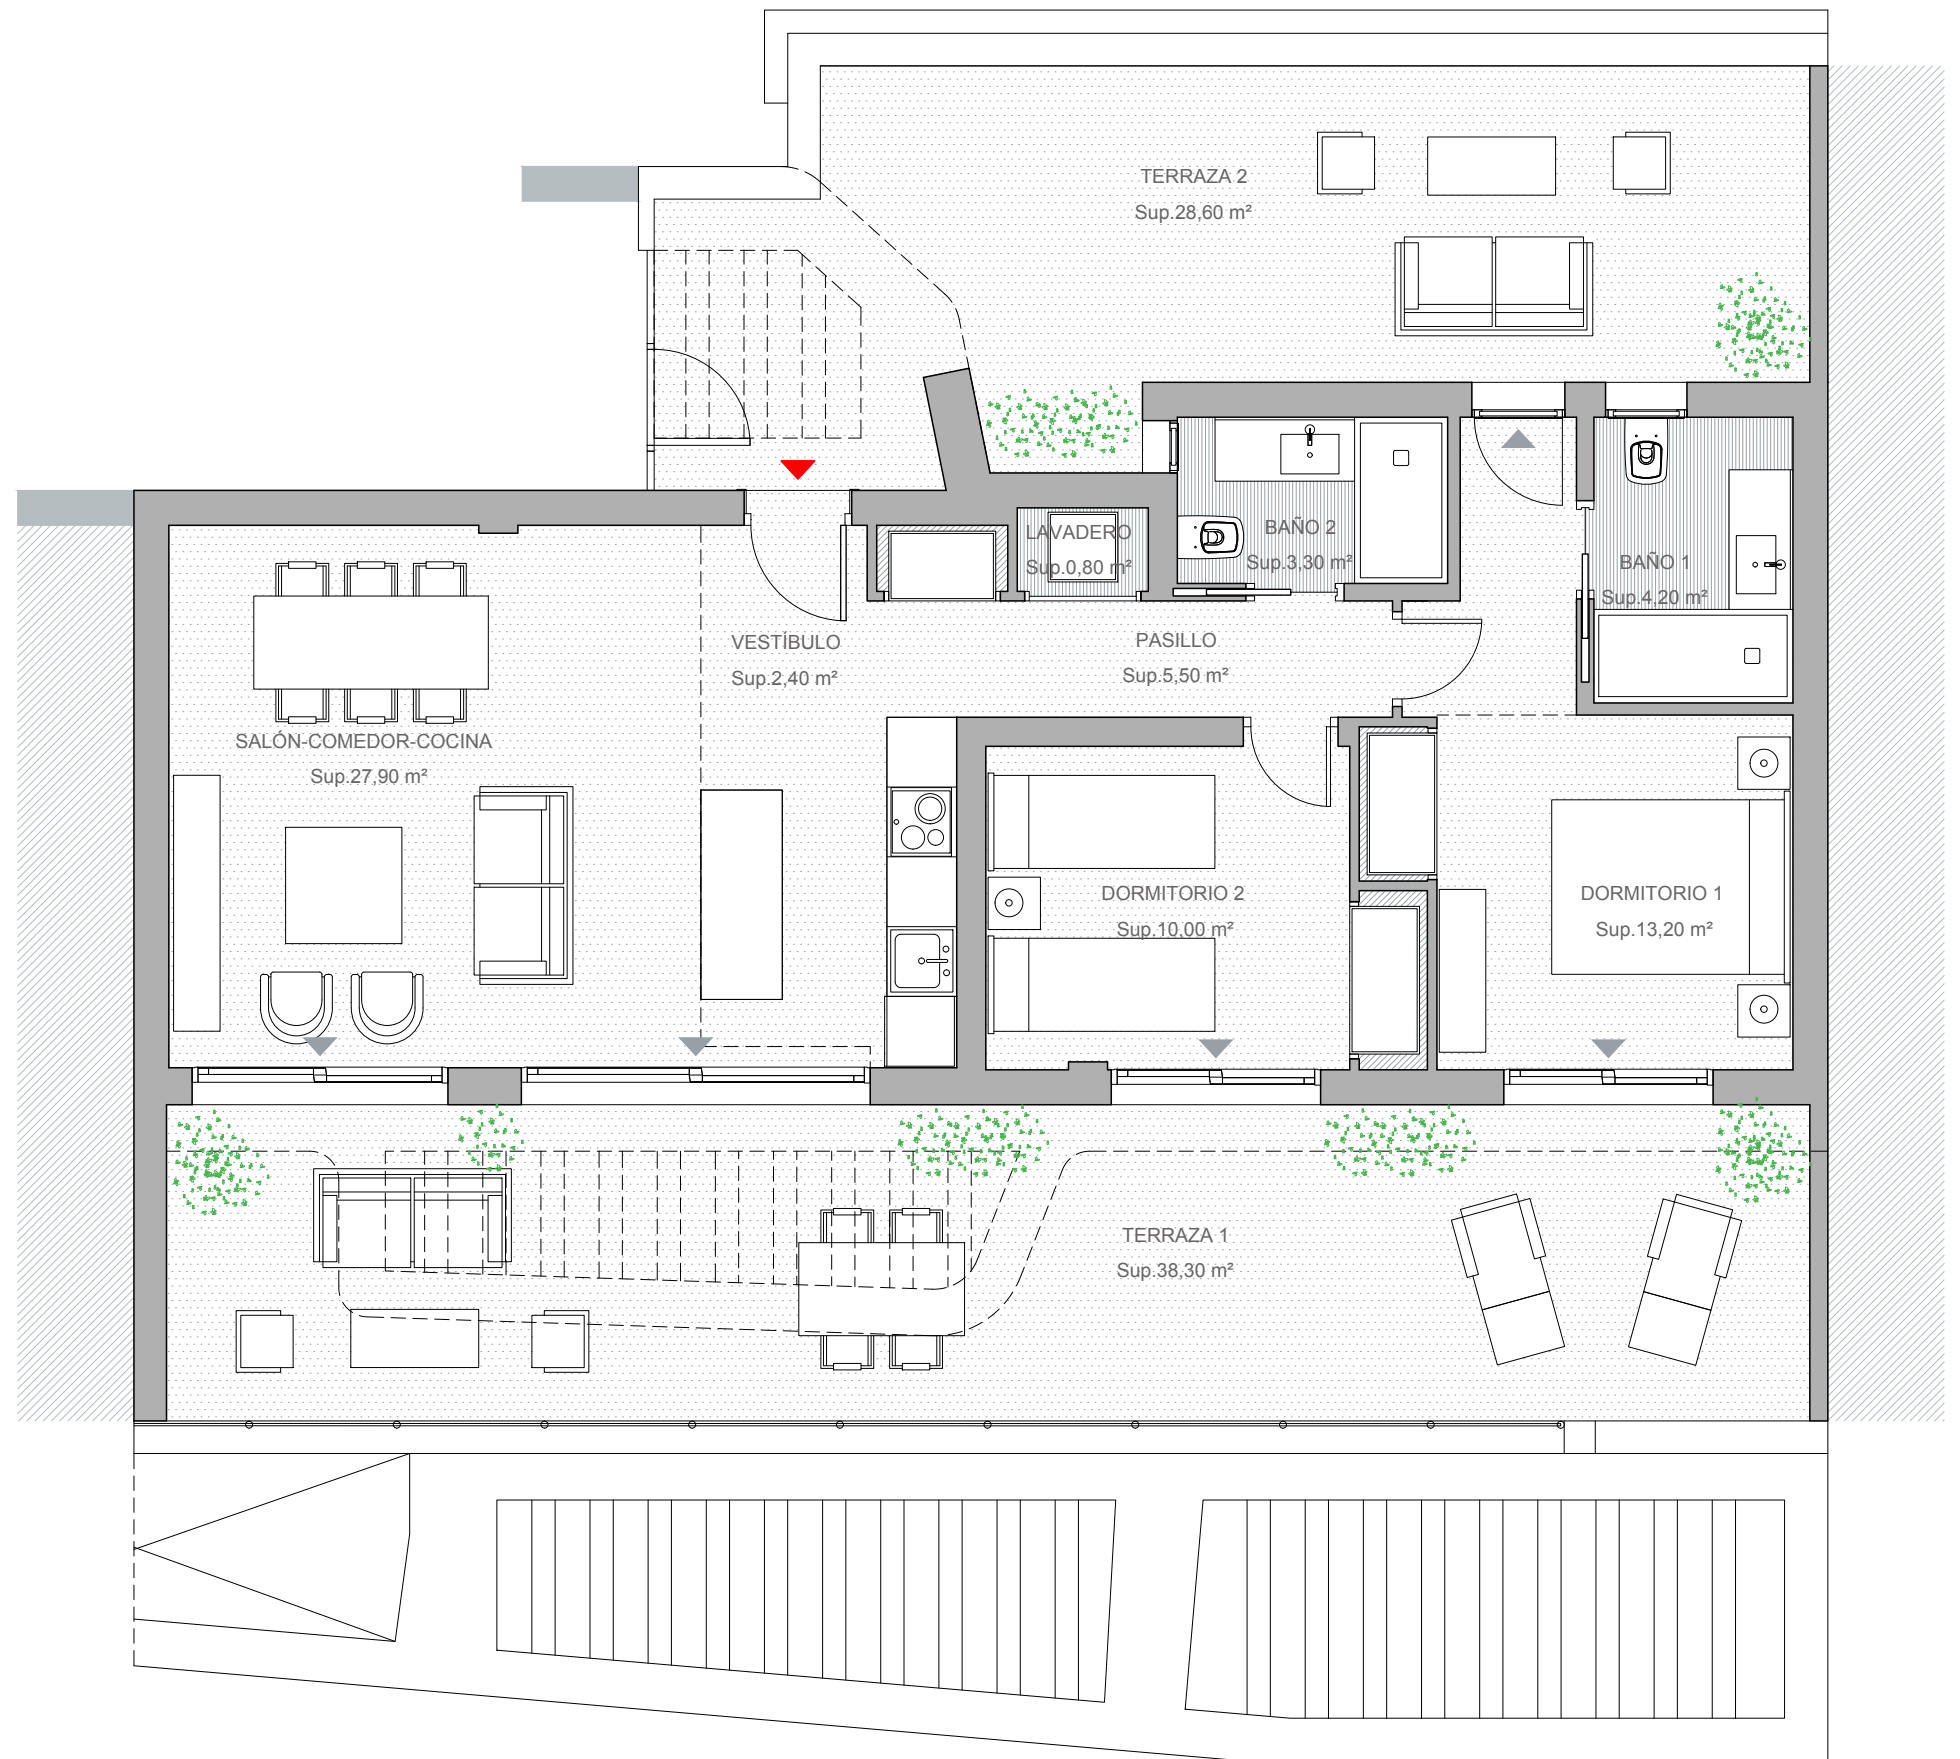 TERRAZA 2
Sup.28,60 m²
LAVADERO
Sup.0,80 m²
BAÑO 2
Sup.3,30 m²
BAÑO 1
Sup.4,20 m²
VESTÍBULO
Sup.2,40 m²
PASILLO
Sup.5,50 m²
SALÓN-COMEDOR-COCINA
Sup.27,90 m²
DORMITORIO 2
Sup.10,00 m²
DORMITORIO 1
Sup.13,20 m²
TERRAZA 1
Sup.38,30 m²